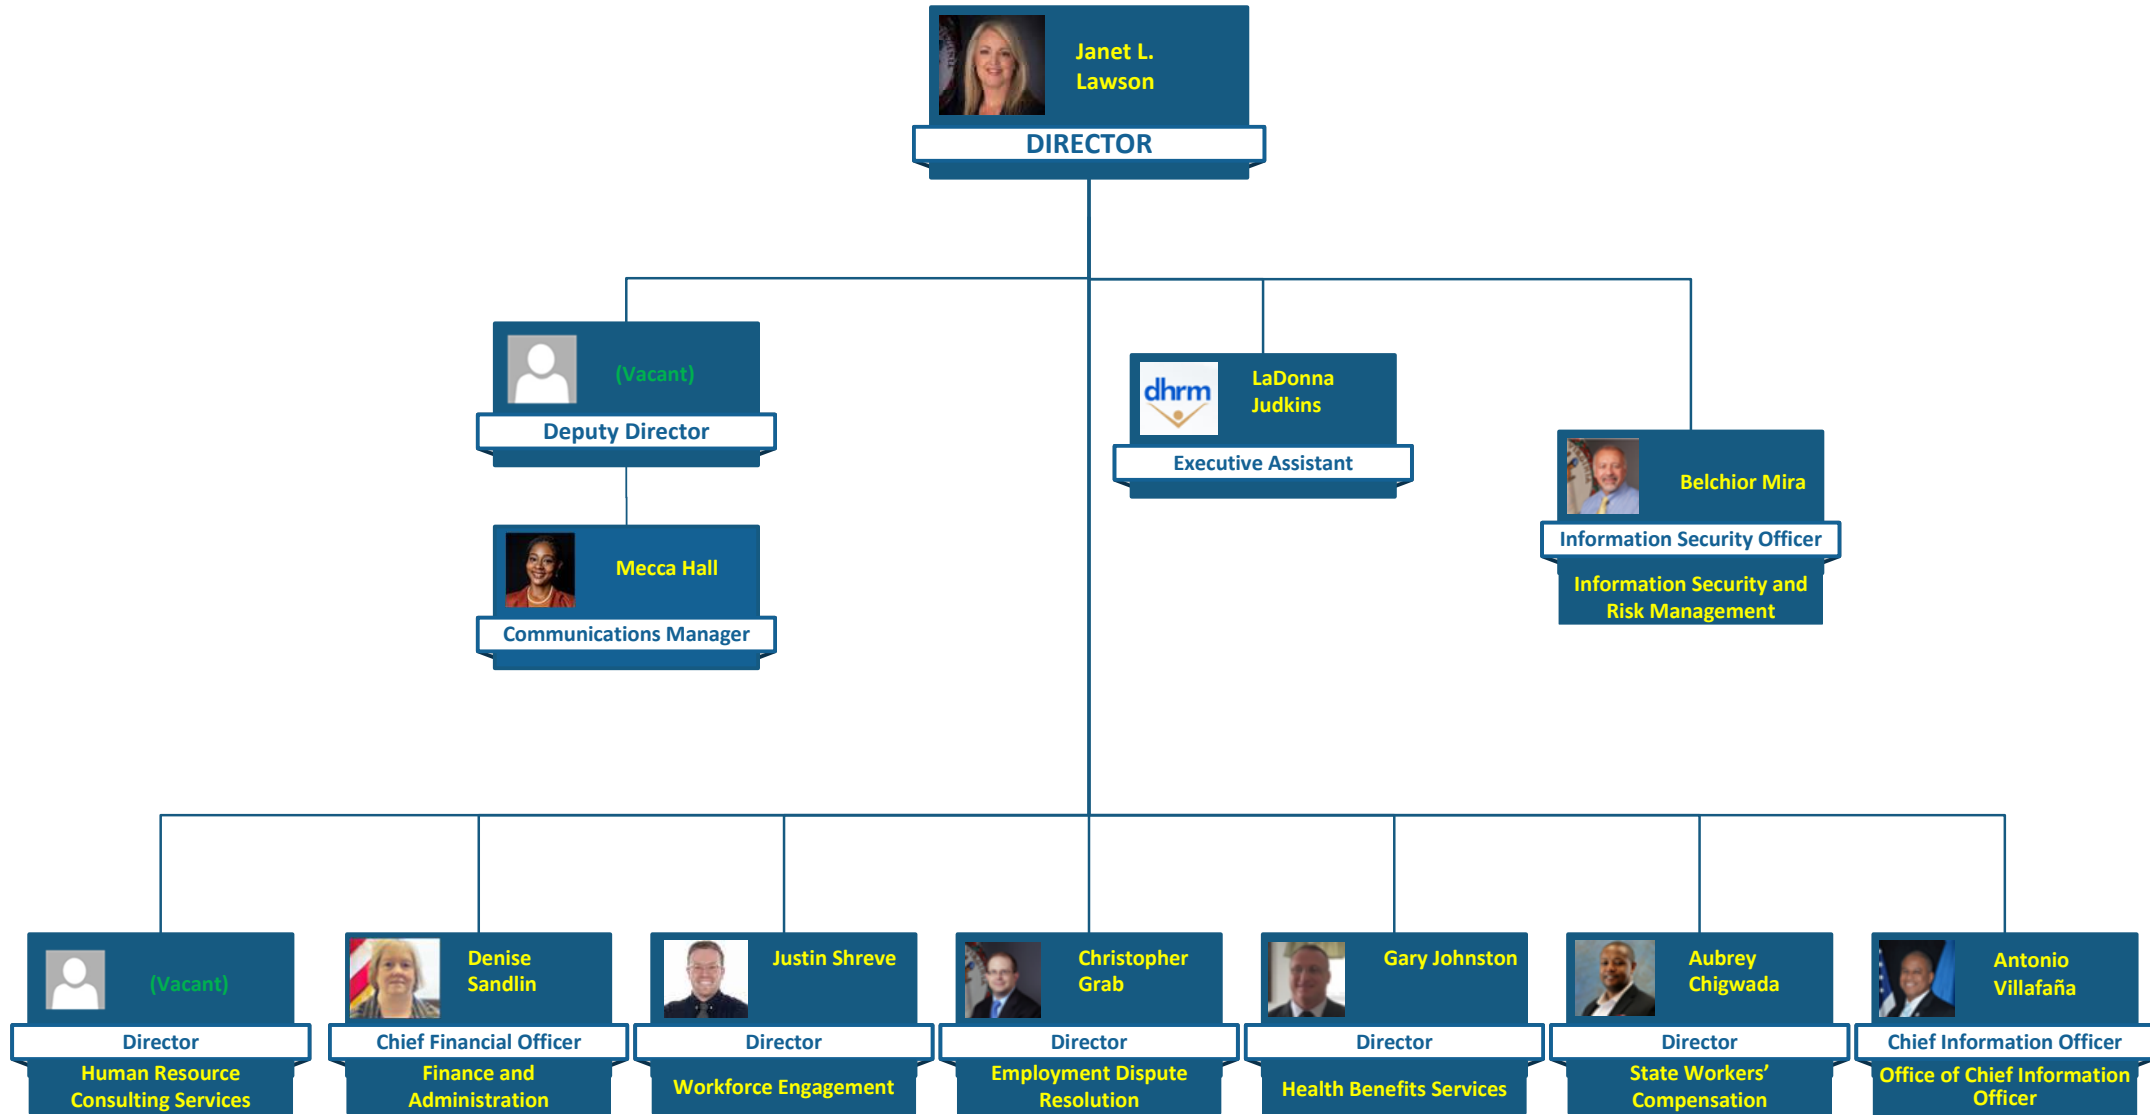 Janet L.
Lawson
DIRECTOR
(Vacant)
Deputy Director
dhrm
LaDonna
Judkins
Executive Assistant
Belchior Mira
Information Security Officer
Information Security and
Risk Management
Mecca Hall
Communications Manager
(Vacant)
Director
Human Resource
Consulting Services
Denise
Sandlin
Chief Financial Officer
Finance and
Administration
Justin Shreve
Director
Workforce Engagement
Christopher
Grab
Director
Employment Dispute
Resolution
Gary Johnston
Director
Health Benefits Services
Aubrey
Chigwada
Director
State Workers’
Compensation
Antonio
Villafaña
Chief Information Officer
Office of Chief Information
Officer